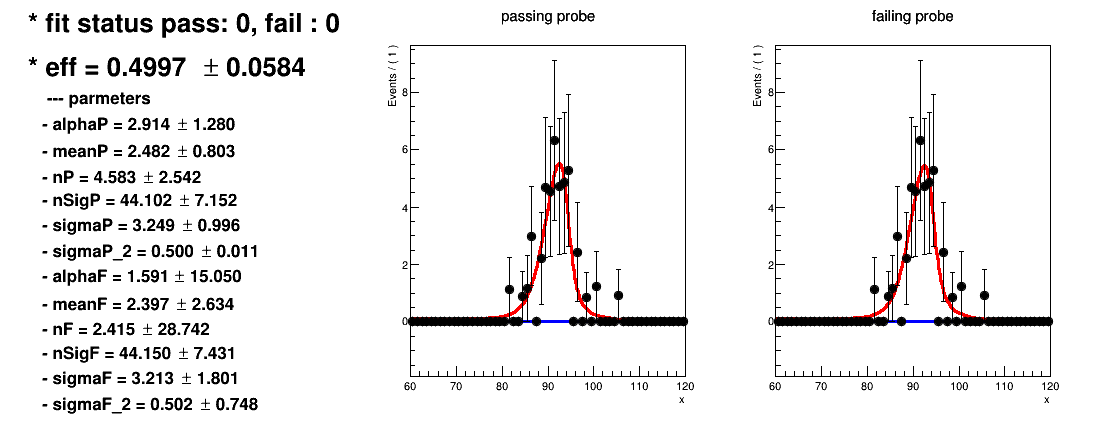 * fit status pass: 0, fail : 0
* eff = 0.4997 ± 0.0584
--- parmeters
- alphaP = 2.914 ± 1.280
- meanP = 2.482 ± 0.803
- nP = 4.583 ± 2.542
- nSigP = 44.102 ± 7.152
- sigmaP = 3.249 ± 0.996
- sigmaP_2 = 0.500 ± 0.011
- alphaF = 1.591 ± 15.050
- meanF = 2.397 ± 2.634
- nF = 2.415 ± 28.742
- nSigF = 44.150 ± 7.431
- sigmaF = 3.213 ± 1.801
- sigmaF_2 = 0.502 ± 0.748
passing probe
Events / ( 1 )
8
6
4
2
0
60 70 80 90 100 110 120
x
failing probe
Events / ( 1 )
8
6
4
2
0
60 70 80 90 100 110 120
x